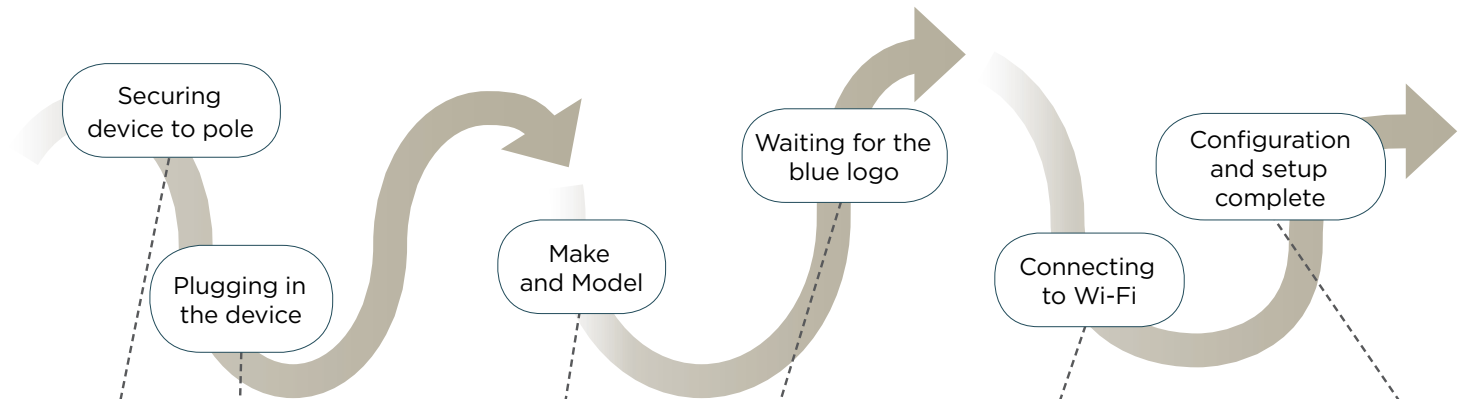 Securing
device to pole
Plugging in
the device
Make
and Model
Waiting for the
blue logo
Connecting
to Wi-Fi
Configuration
and setup
complete